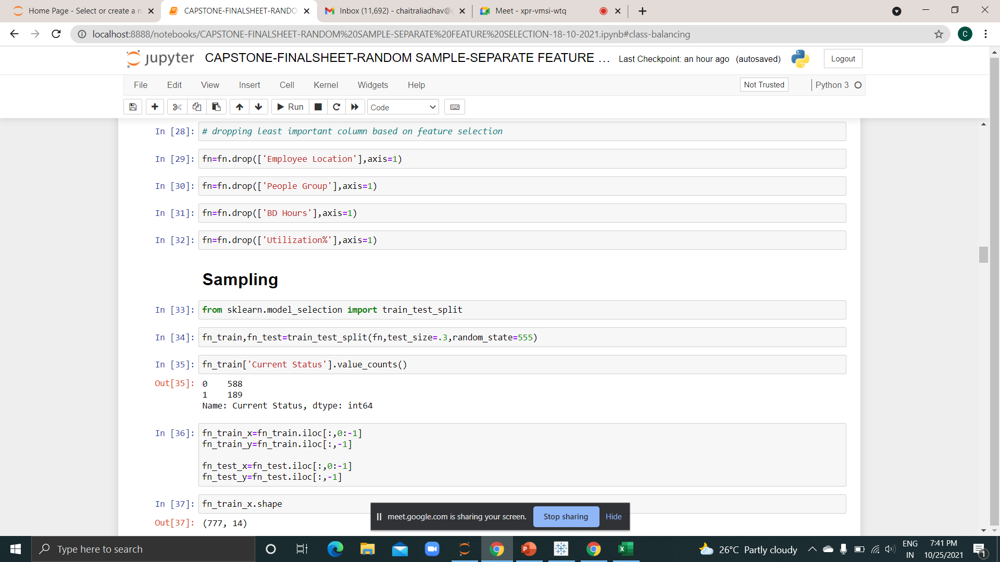 Home Page - Select or create a n
CAPSTONE-FINALSHEET-RANDO
Inbox (11,692) - chaitraliadhav@g
Meet - xpr-vmsi-wtq
localhost:8888/notebooks/CAPSTONE-FINALSHEET-RANDOM%20SAMPLE-SEPARATE%20FEATURE%20SELECTION-18-10-2021.ipynb#class-balancing
C
jupyter CAPSTONE-FINALSHEET-RANDOM SAMPLE-SEPARATE FEATURE ... Last Checkpoint: an hour ago (autosaved)
Logout
File Edit View Insert Cell Kernel Widgets Help
Not Trusted
Python 3
Run
Code
In [28]: # dropping least important column based on feature selection
In [29]: fn=fn.drop(['Employee Location'],axis=1)
In [30]: fn=fn.drop(['People Group'],axis=1)
In [31]: fn=fn.drop(['BD Hours'],axis=1)
In [32]: fn=fn.drop(['Utilization%'],axis=1)
Sampling
In [33]: from sklearn.model_selection import train_test_split
In [34]: fn_train,fn_test=train_test_split(fn,test_size=.3,random_state=555)
In [35]: fn_train['Current Status'].value_counts()
Out[35]: 0    588
1    189
Name: Current Status, dtype: int64
In [36]: fn_train_x=fn_train.iloc[:,0:-1]
fn_train_y=fn_train.iloc[:,-1]
fn_test_x=fn_test.iloc[:,0:-1]
fn_test_y=fn_test.iloc[:,-1]
In [37]: fn_train_x.shape
Out[37]: (777, 14)
meet.google.com is sharing your screen.
Stop sharing
Hide
Type here to search
26°C Partly cloudy
ENG
IN
7:41 PM
10/25/2021
1